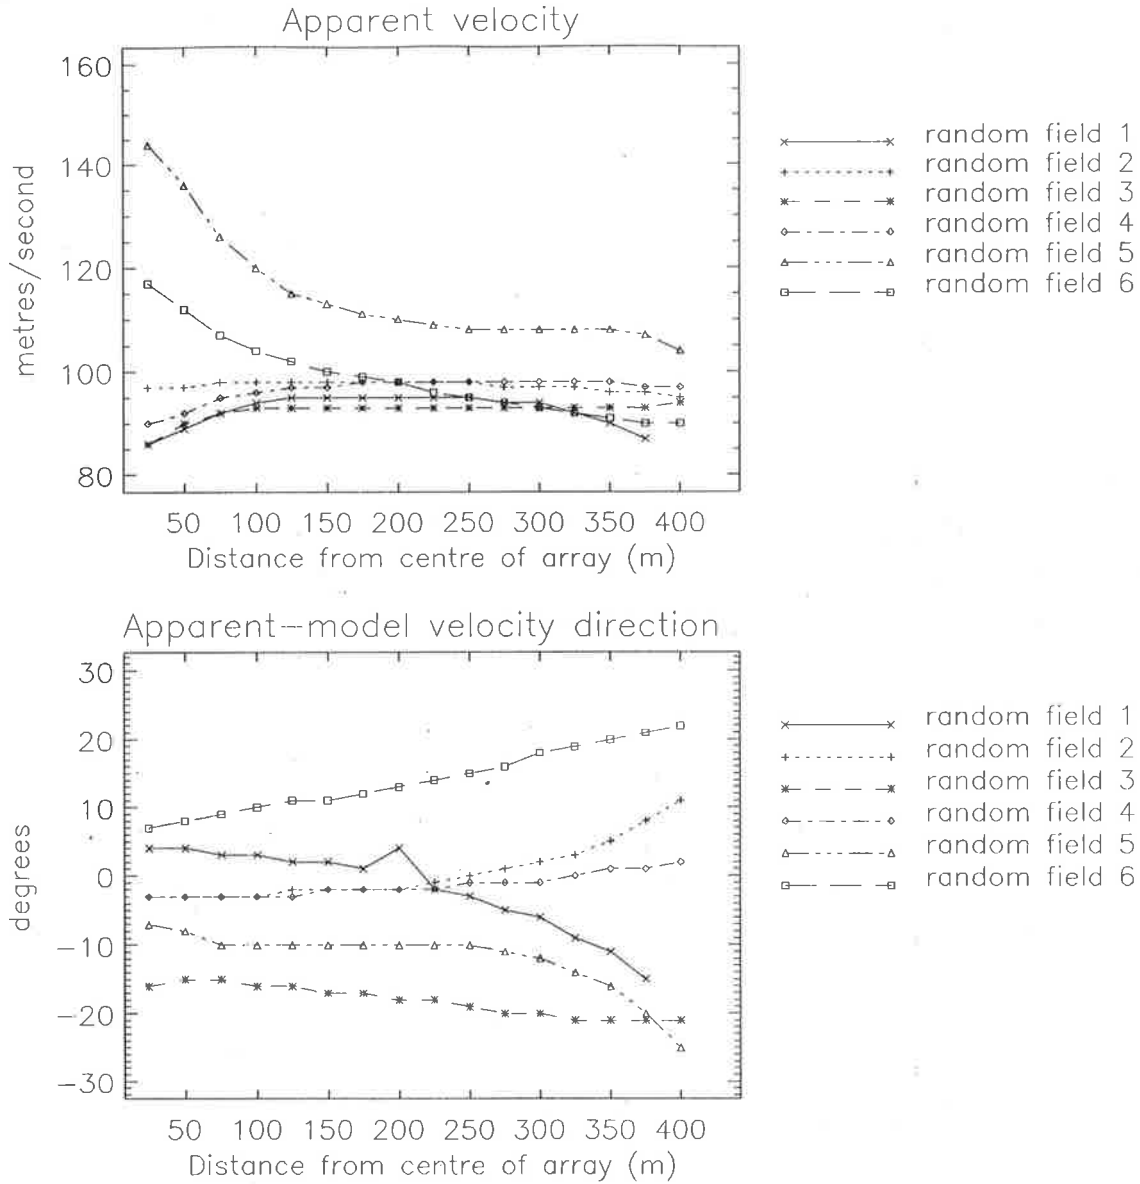 Apparent velocity
160
140
120
100
80
metres/second
50 100 150 200 250 300 350 400
Distance from centre of array (m)
random field 1
random field 2
random field 3
random field 4
random field 5
random field 6
Apparent-model velocity direction
30
20
10
0
-10
-20
-30
degrees
50 100 150 200 250 300 350 400
Distance from centre of array (m)
random field 1
random field 2
random field 3
random field 4
random field 5
random field 6